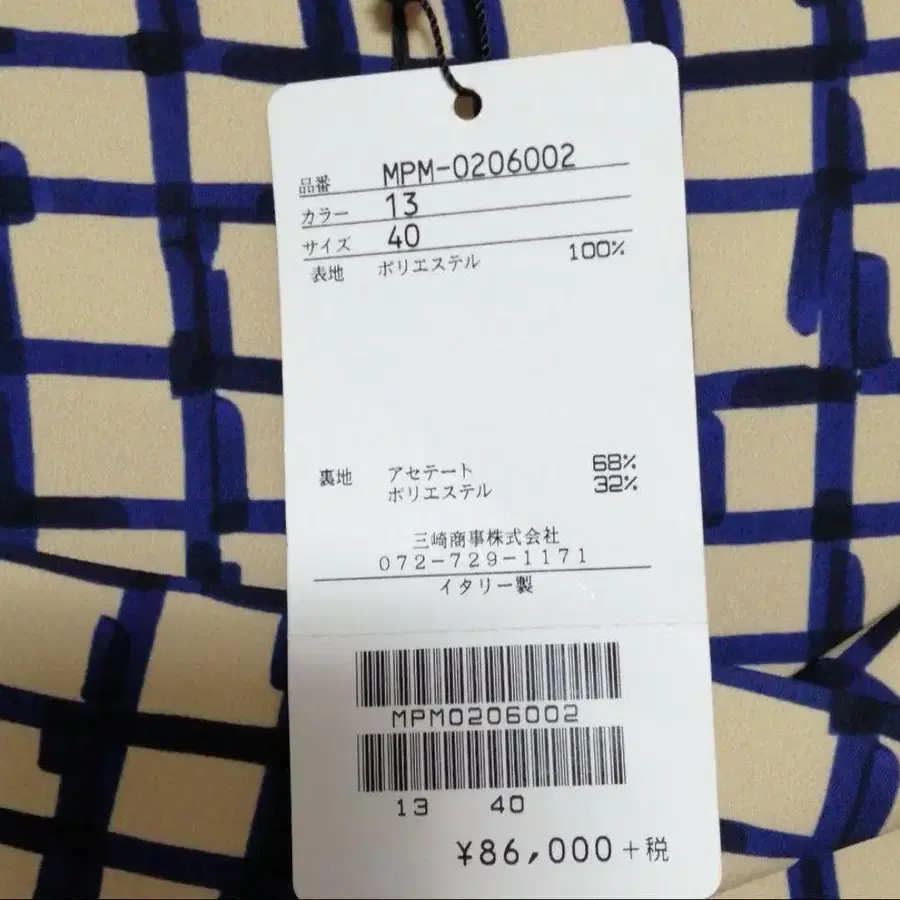 品番 MPM-0206002
カラー 13
サイズ 40
表地 ポリエステル 100%
裏地 アセテート 68%
ポリエステル 32%
三崎商事株式会社
072-729-1171
イタリー製
MPM0206002
13 40
¥86,000+税